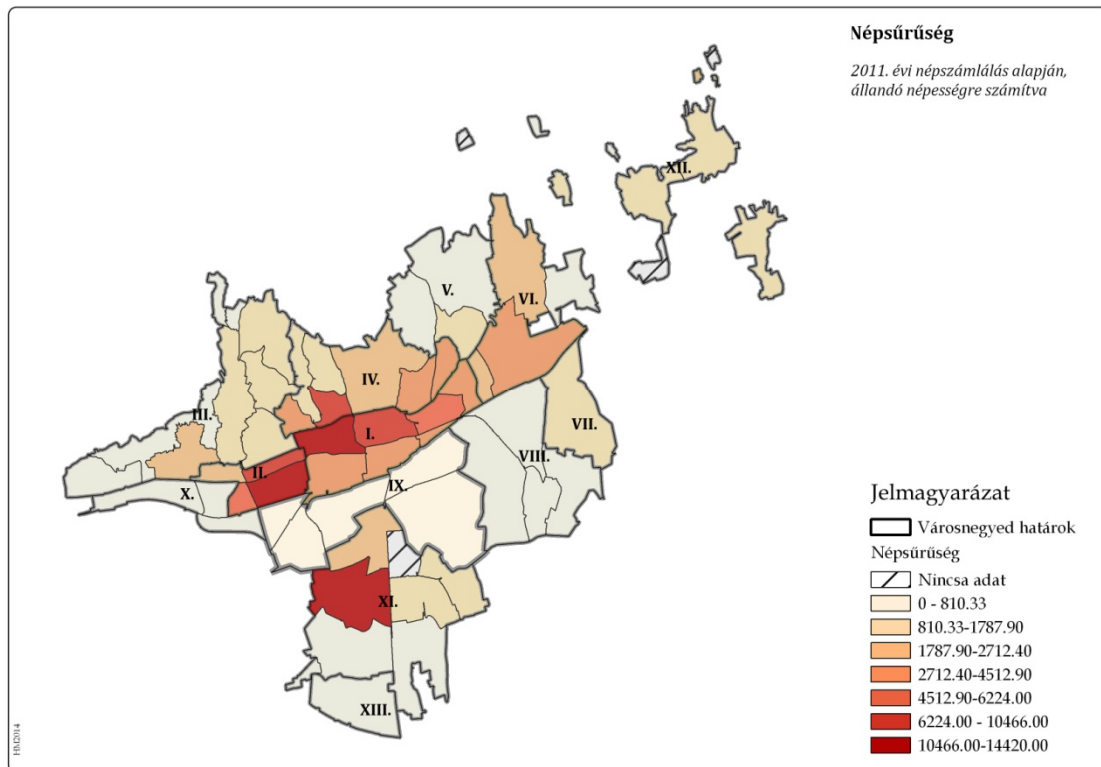 Népsűrűség
2011. évi népszámlálás alapján,
állandó népességre számítva
XII.
V.
VI.
IV.
III.
I.
VII.
II.
VIII.
X.
IX.
XI.
XIII.
Jelmagyarázat
Városnegyed határok
Népsűrűség
Nincsa adat
0 - 810.33
810.33-1787.90
1787.90-2712.40
2712.40-4512.90
4512.90-6224.00
6224.00 - 10466.00
10466.00-14420.00
HM2014